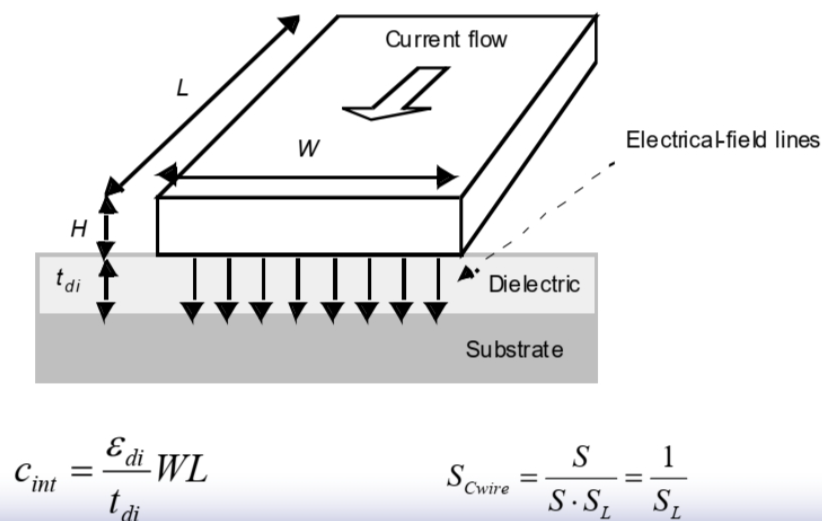 Current flow
L
W
Electrical-field lines
H
t_{di}
Dielectric
Substrate
c_{int} = \frac{\varepsilon_{di}}{t_{di}} WL
S_{Cwire} = \frac{S}{S \cdot S_L} = \frac{1}{S_L}